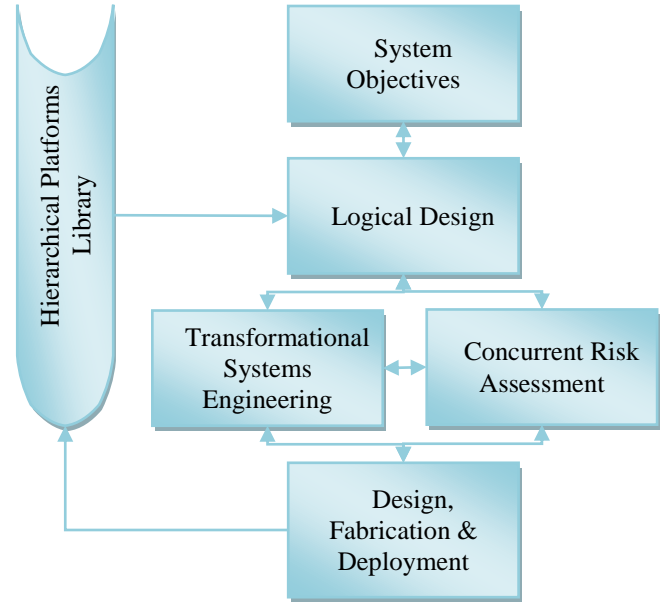 Hierarchical Platforms
Library
System
Objectives
Logical Design
Transformational
Systems
Engineering
Concurrent Risk
Assessment
Design,
Fabrication &
Deployment